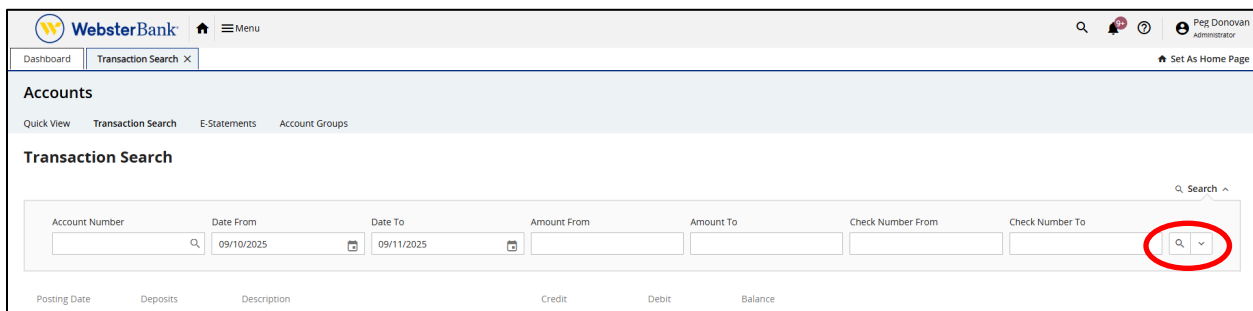 WebsterBank Menu 9+ Peg Donovan
Administrator
Dashboard Transaction Search X Set As Home Page
Accounts
Quick View Transaction Search E-Statements Account Groups
Transaction Search
Search
Account Number Date From Date To Amount From Amount To Check Number From Check Number To
09/10/2025 09/11/2025
Posting Date Deposits Description Credit Debit Balance